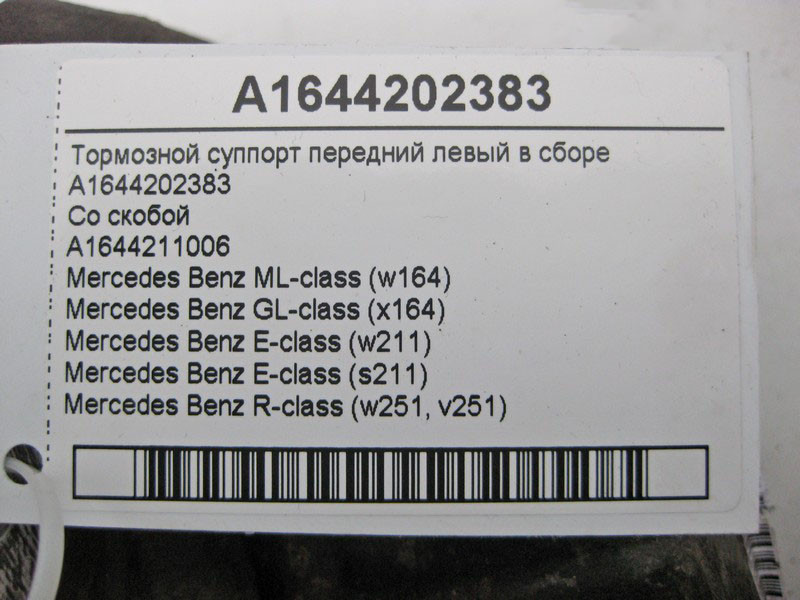 A1644202383
Тормозной суппорт передний левый в сборе
A1644202383
Со скобой
A1644211006
Mercedes Benz ML-class (w164)
Mercedes Benz GL-class (x164)
Mercedes Benz E-class (w211)
Mercedes Benz E-class (s211)
Mercedes Benz R-class (w251, v251)